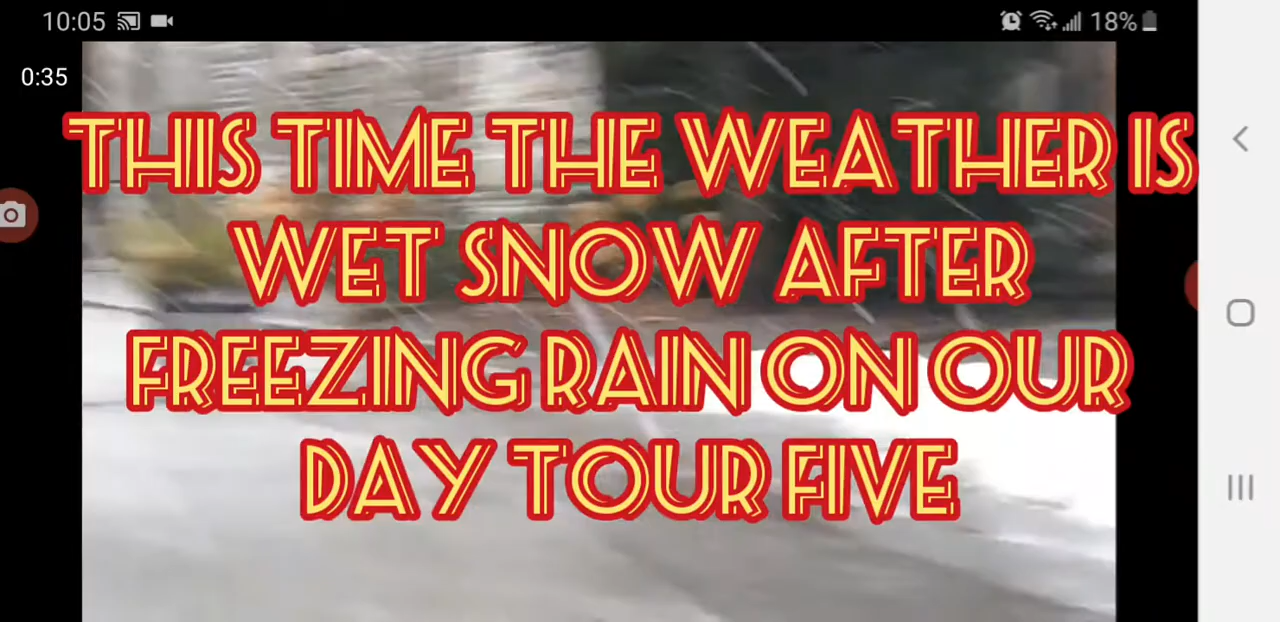 10:05
18%
0:35
THIS TIME THE WEATHER IS
WET SNOW AFTER
FREEZING RAIN ON OUR
DAY TOUR FIVE